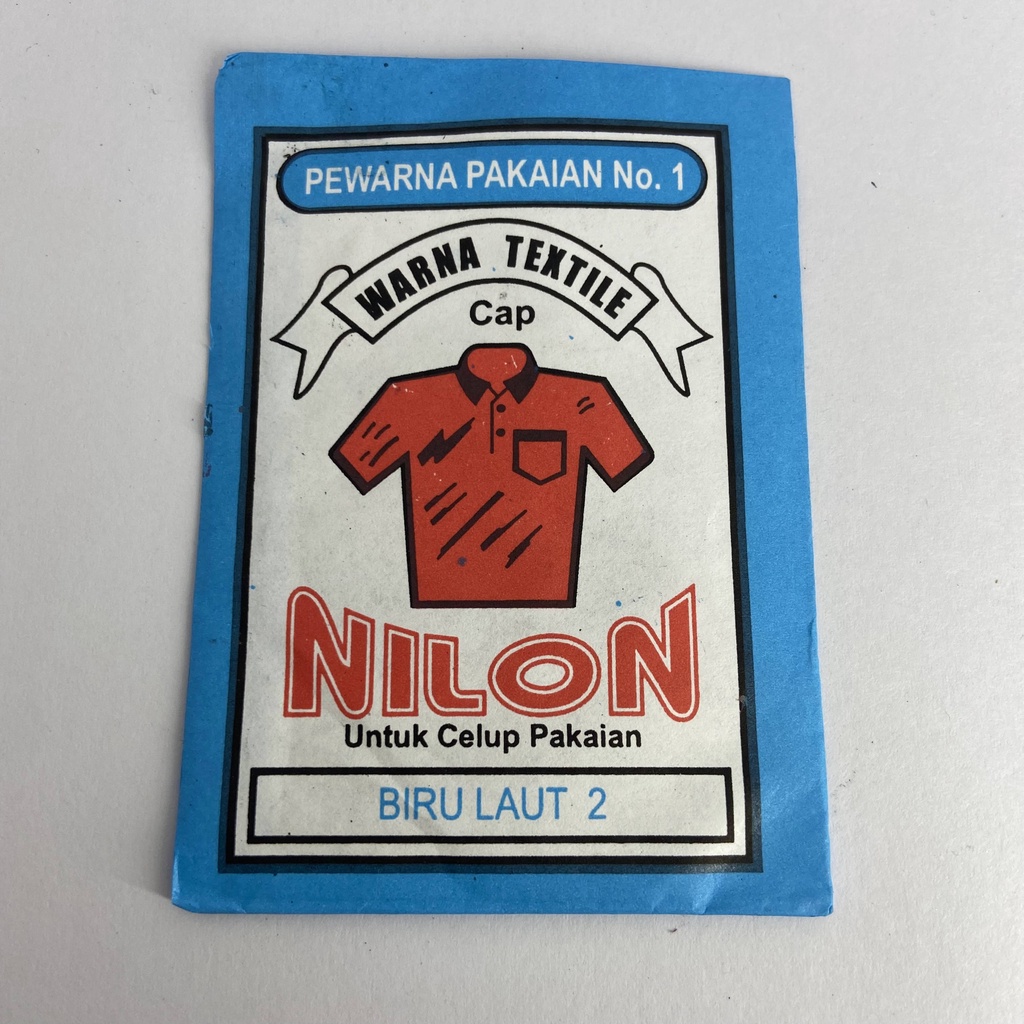 PEWARNA PAKAIAN No. 1
WARNA TEXTILE
Cap
NILON
Untuk Celup Pakaian
BIRU LAUT 2